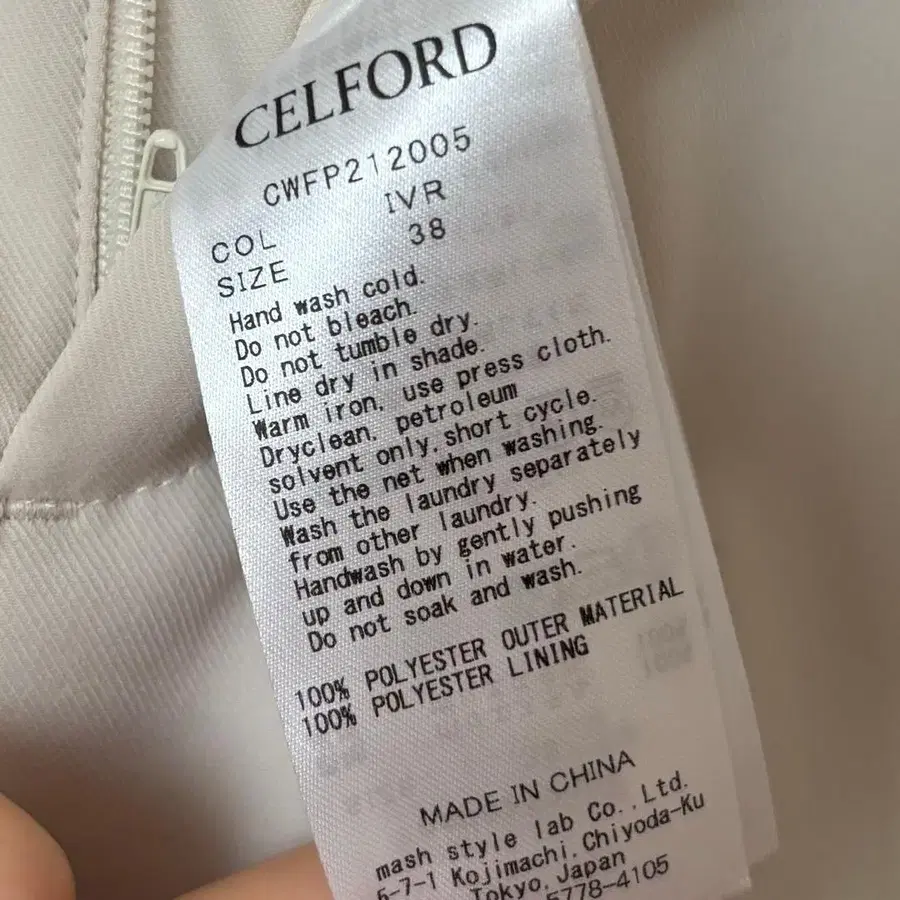 CELFORD
CWFP212005
COL IVR
SIZE 38
Hand wash cold.
Do not bleach.
Do not tumble dry.
Line dry in shade.
Warm iron, use press cloth.
Dryclean, petroleum
solvent only,short cycle.
Use the net when washing.
Wash the laundry separately
from other laundry.
Handwash by gently pushing
up and down in water.
Do not soak and wash.
100% POLYESTER OUTER MATERIAL
100% POLYESTER LINING
MADE IN CHINA
mash style lab Co.,Ltd.
5-7-1 Kojimachi,Chiyoda-Ku
Tokyo,Japan
5778-4105